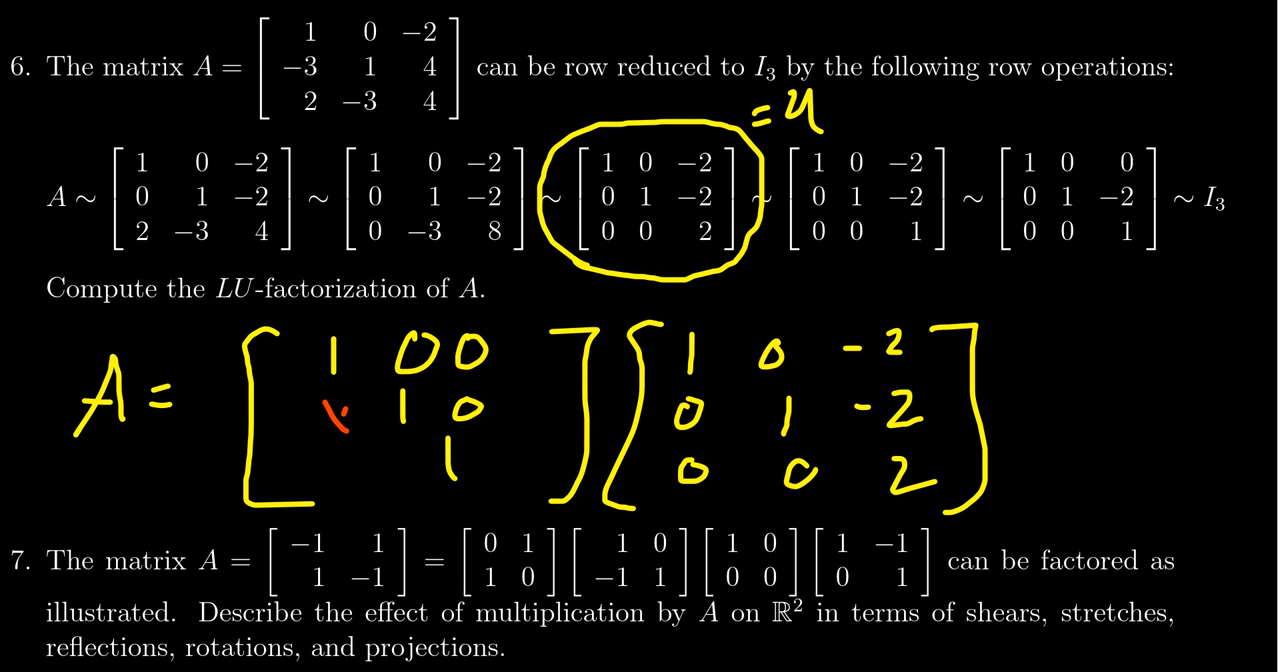 6. The matrix A = [ 1 0 −2 ; −3 1 4 ; 2 −3 4 ] can be row reduced to I₃ by the following row operations:
= U
A ∼ [ 1 0 −2 ; 0 1 −2 ; 2 −3 4 ] ∼ [ 1 0 −2 ; 0 1 −2 ; 0 −3 8 ] ∼ [ 1 0 −2 ; 0 1 −2 ; 0 0 2 ] ∼ [ 1 0 −2 ; 0 1 −2 ; 0 0 1 ] ∼ [ 1 0 0 ; 0 1 −2 ; 0 0 1 ] ∼ I₃
Compute the LU-factorization of A.
A = [ 1 0 0 ; 1 0 ; 1 ] [ 1 0 -2 ; 0 1 -2 ; 0 0 2 ]
7. The matrix A = [ −1 1 ; 1 −1 ] = [ 0 1 ; 1 0 ] [ 1 0 ; −1 1 ] [ 1 0 ; 0 0 ] [ 1 −1 ; 0 1 ] can be factored as
illustrated. Describe the effect of multiplication by A on ℝ² in terms of shears, stretches,
reflections, rotations, and projections.